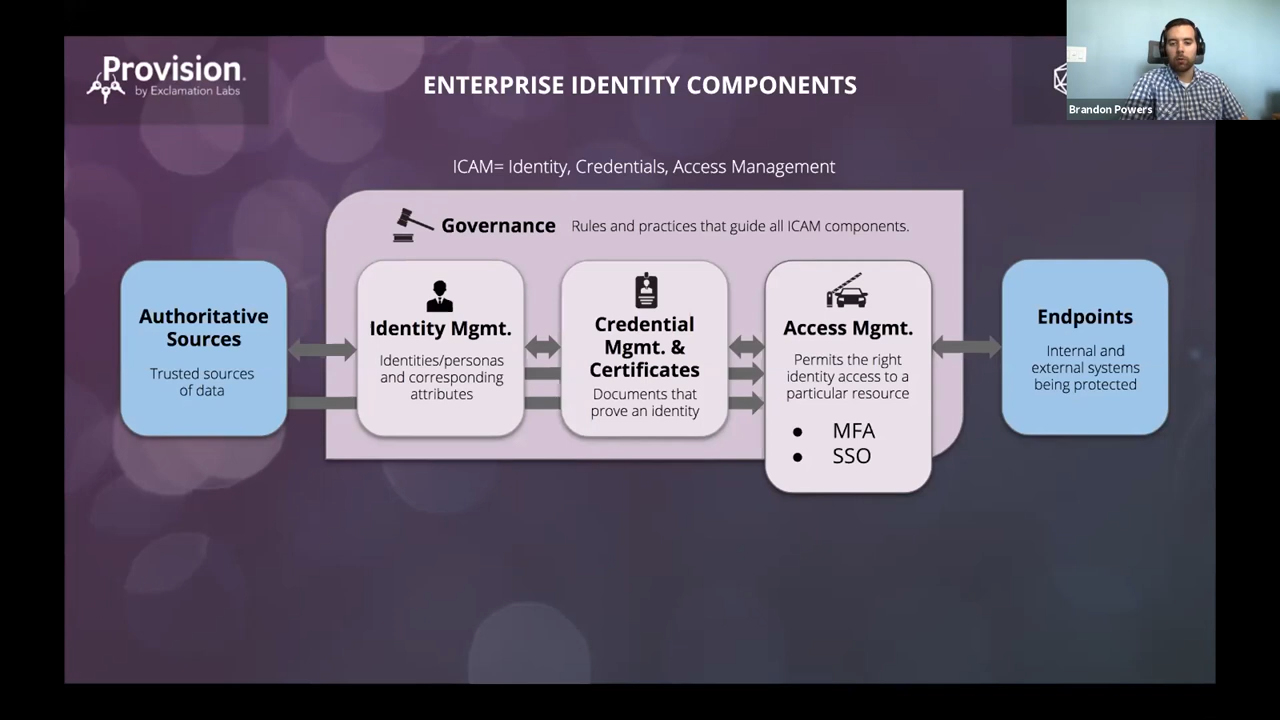 Provision.
by Exclamation Labs
ENTERPRISE IDENTITY COMPONENTS
Brandon Powers
ICAM= Identity, Credentials, Access Management
Governance Rules and practices that guide all ICAM components.
Authoritative
Sources
Trusted sources
of data
Identity Mgmt.
Identities/personas
and corresponding
attributes
Credential
Mgmt. &
Certificates
Documents that
prove an identity
Access Mgmt.
Permits the right
identity access to a
particular resource
● MFA
● SSO
Endpoints
Internal and
external systems
being protected